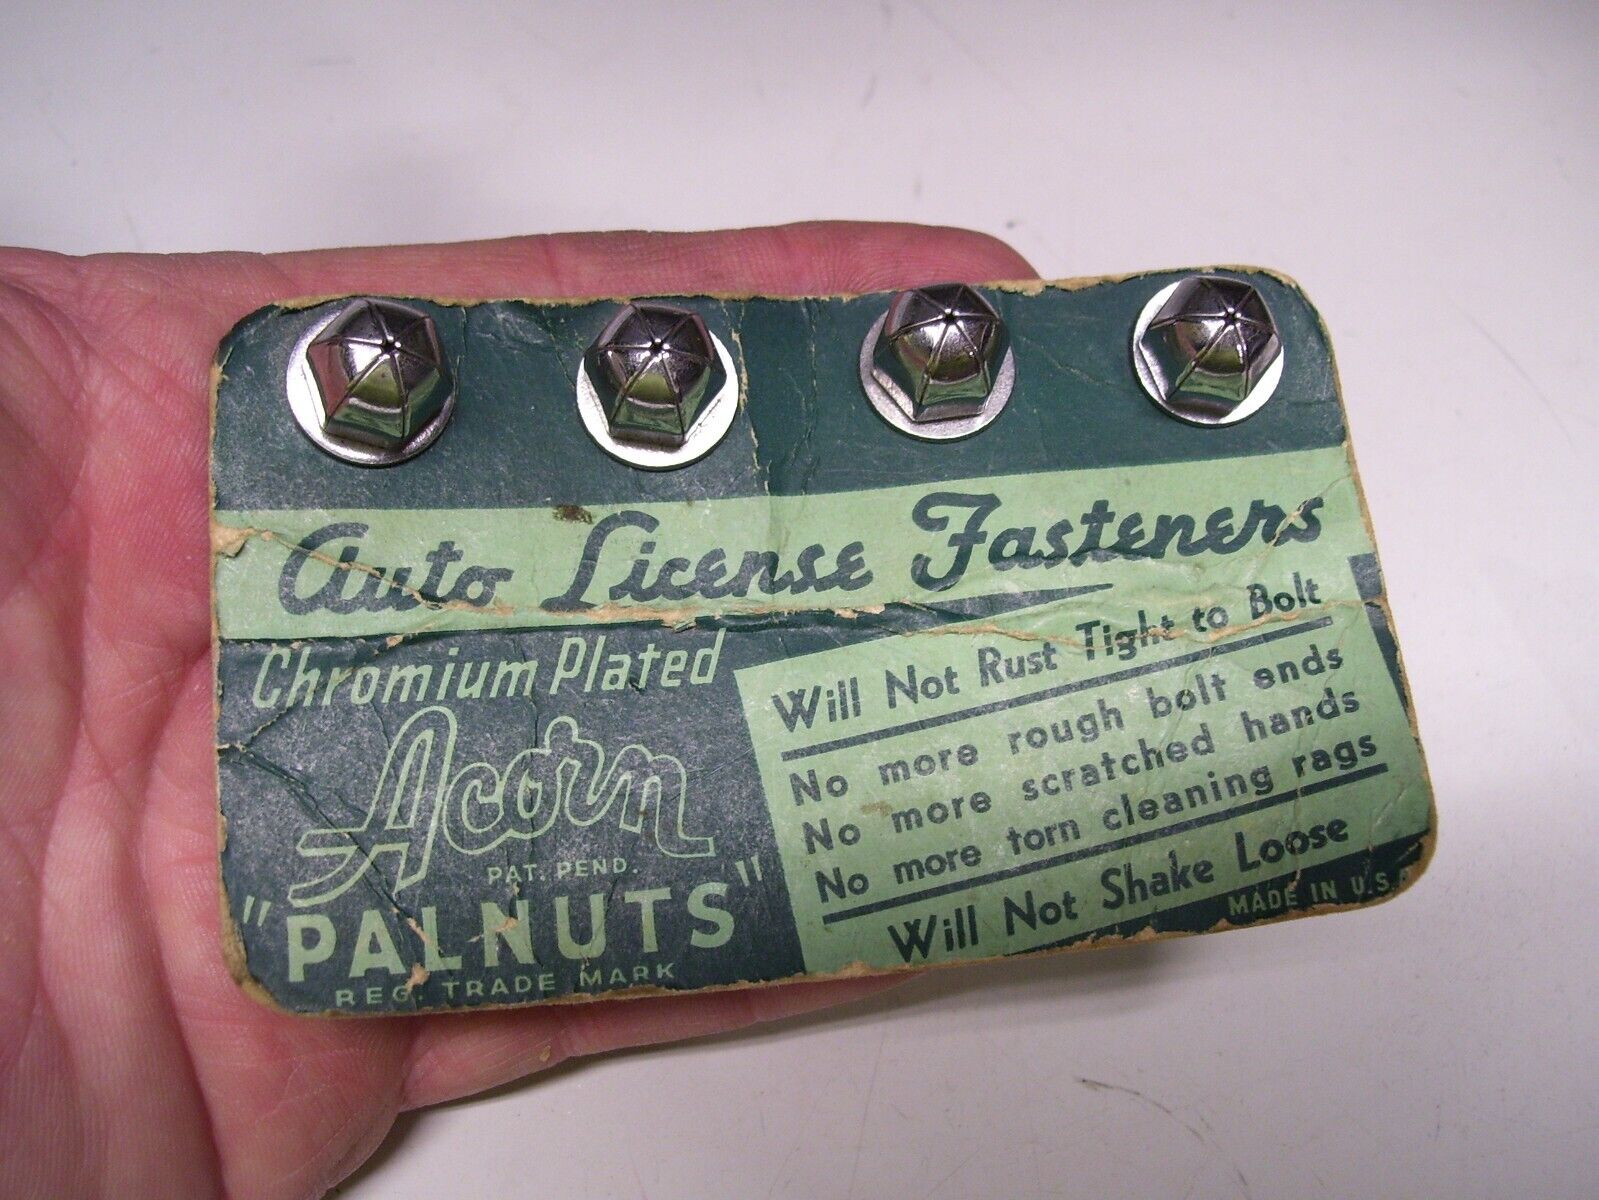 Auto License Fasteners
Chromium Plated
Acorn
PAT. PEND.
"PALNUTS"
REG. TRADE MARK
Will Not Rust Tight to Bolt
No more rough bolt ends
No more scratched hands
No more torn cleaning rags
Will Not Shake Loose
MADE IN U.S.A